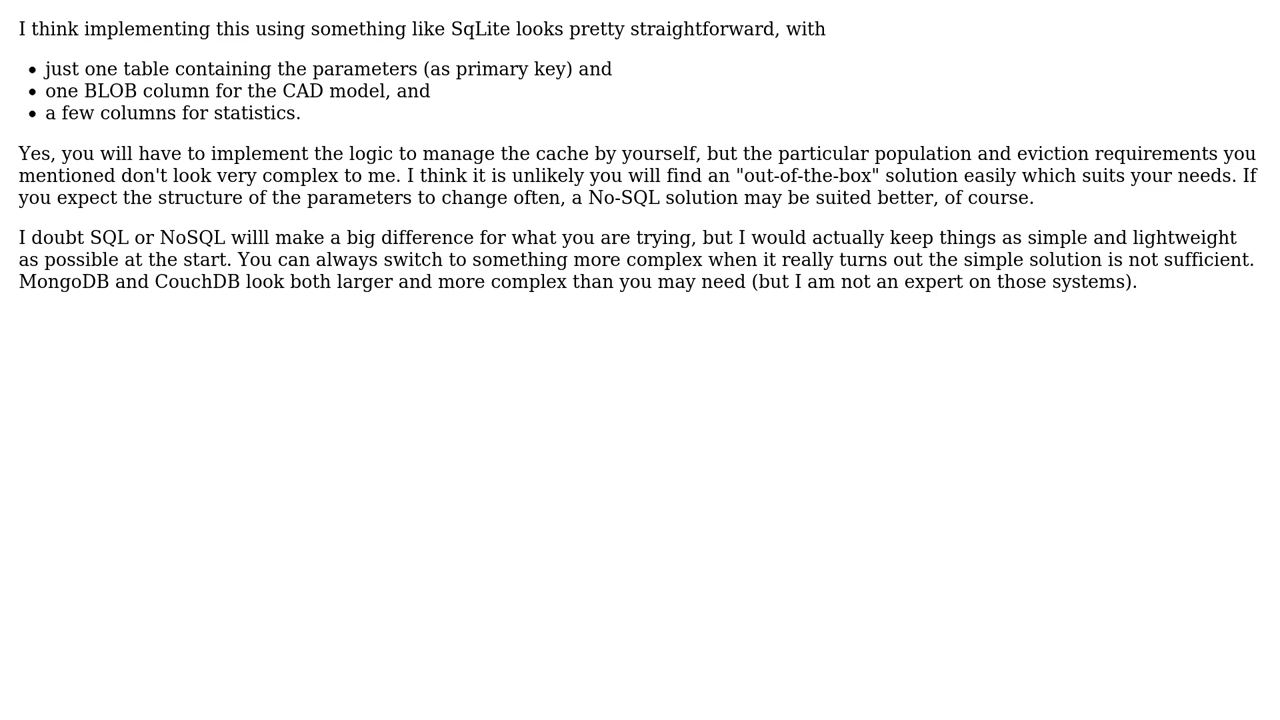 I think implementing this using something like SqLite looks pretty straightforward, with
• just one table containing the parameters (as primary key) and
• one BLOB column for the CAD model, and
• a few columns for statistics.
Yes, you will have to implement the logic to manage the cache by yourself, but the particular population and eviction requirements you
mentioned don't look very complex to me. I think it is unlikely you will find an "out-of-the-box" solution easily which suits your needs. If
you expect the structure of the parameters to change often, a No-SQL solution may be suited better, of course.
I doubt SQL or NoSQL willl make a big difference for what you are trying, but I would actually keep things as simple and lightweight
as possible at the start. You can always switch to something more complex when it really turns out the simple solution is not sufficient.
MongoDB and CouchDB look both larger and more complex than you may need (but I am not an expert on those systems).